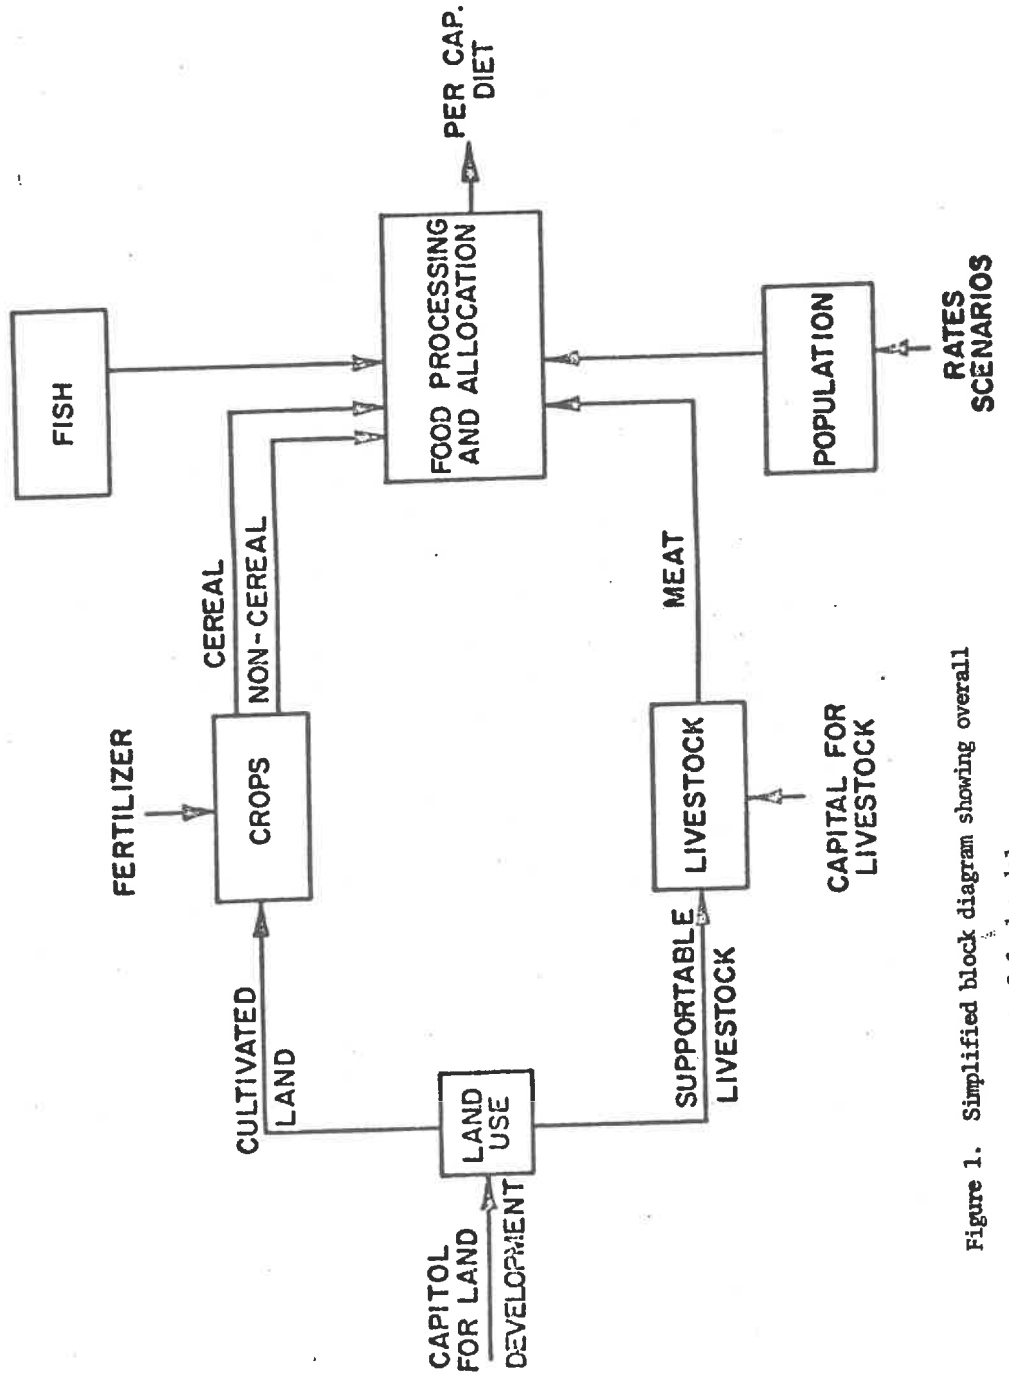 CAPITOL
FOR LAND
DEVELOPMENT
LAND
USE
CULTIVATED
LAND
SUPPORTABLE
LIVESTOCK
FERTILIZER
CROPS
LIVESTOCK
CAPITAL FOR
LIVESTOCK
CEREAL
NON-CEREAL
MEAT
FISH
FOOD PROCESSING
AND ALLOCATION
POPULATION
RATES
SCENARIOS
PER CAP.
DIET
Figure 1. Simplified block diagram showing overall